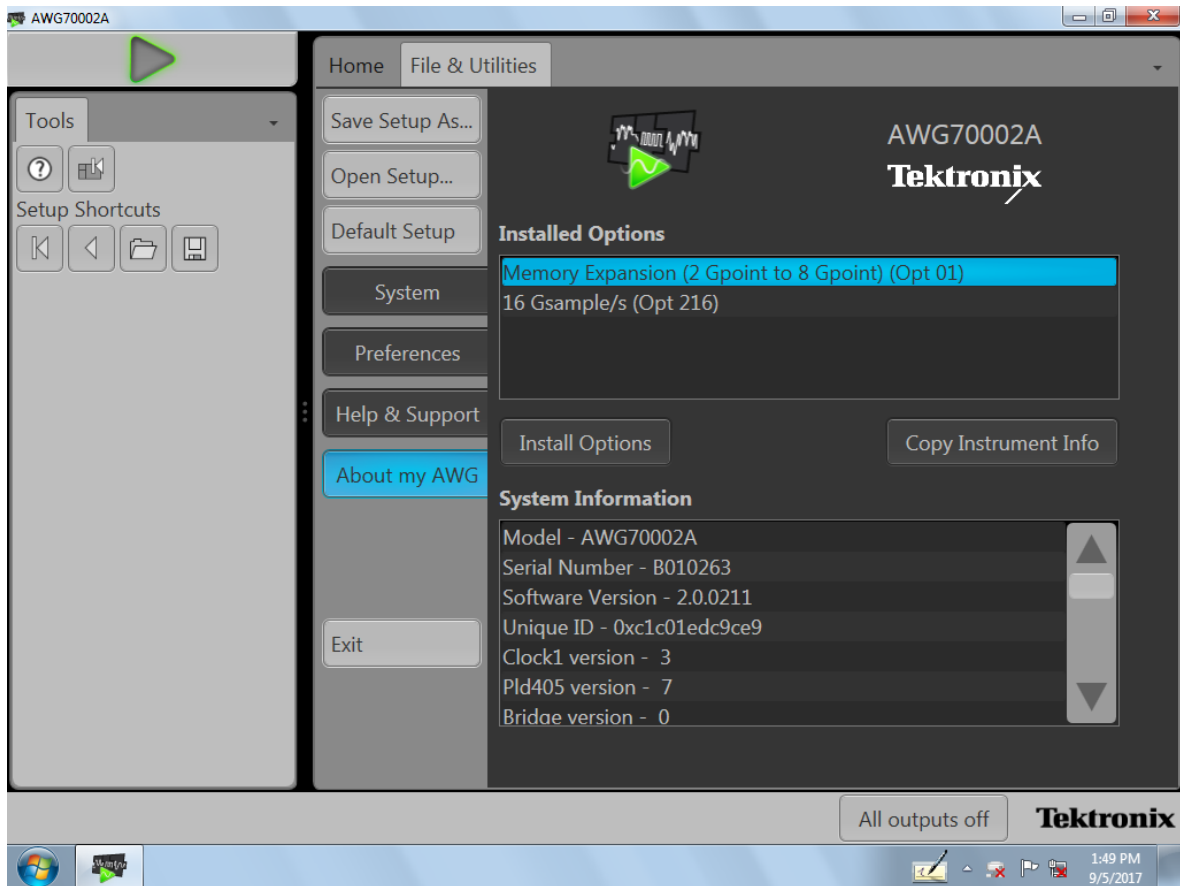 AWG70002A
Home File & Utilities
Tools
Setup Shortcuts
Save Setup As...
Open Setup...
Default Setup
System
Preferences
Help & Support
About my AWG
Exit
AWG70002A
Tektronix
Installed Options
Memory Expansion (2 Gpoint to 8 Gpoint) (Opt 01)
16 Gsample/s (Opt 216)
Install Options
Copy Instrument Info
System Information
Model - AWG70002A
Serial Number - B010263
Software Version - 2.0.0211
Unique ID - 0xc1c01edc9ce9
Clock1 version - 3
Pld405 version - 7
Bridge version - 0
All outputs off
Tektronix
1:49 PM
9/5/2017